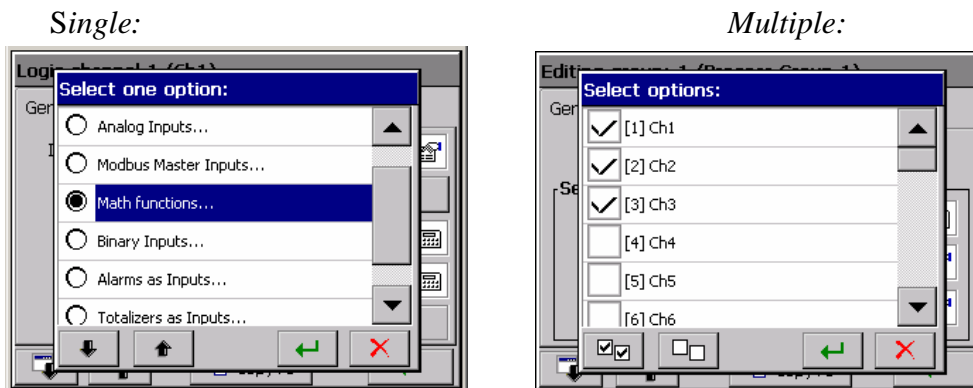 Single:
Multiple:
Select one option:
Analog Inputs...
Modbus Master Inputs...
Math functions...
Binary Inputs...
Alarms as Inputs...
Totalizers as Inputs...
Select options:
[1] Ch1
[2] Ch2
[3] Ch3
[4] Ch4
[5] Ch5
[6] Ch6